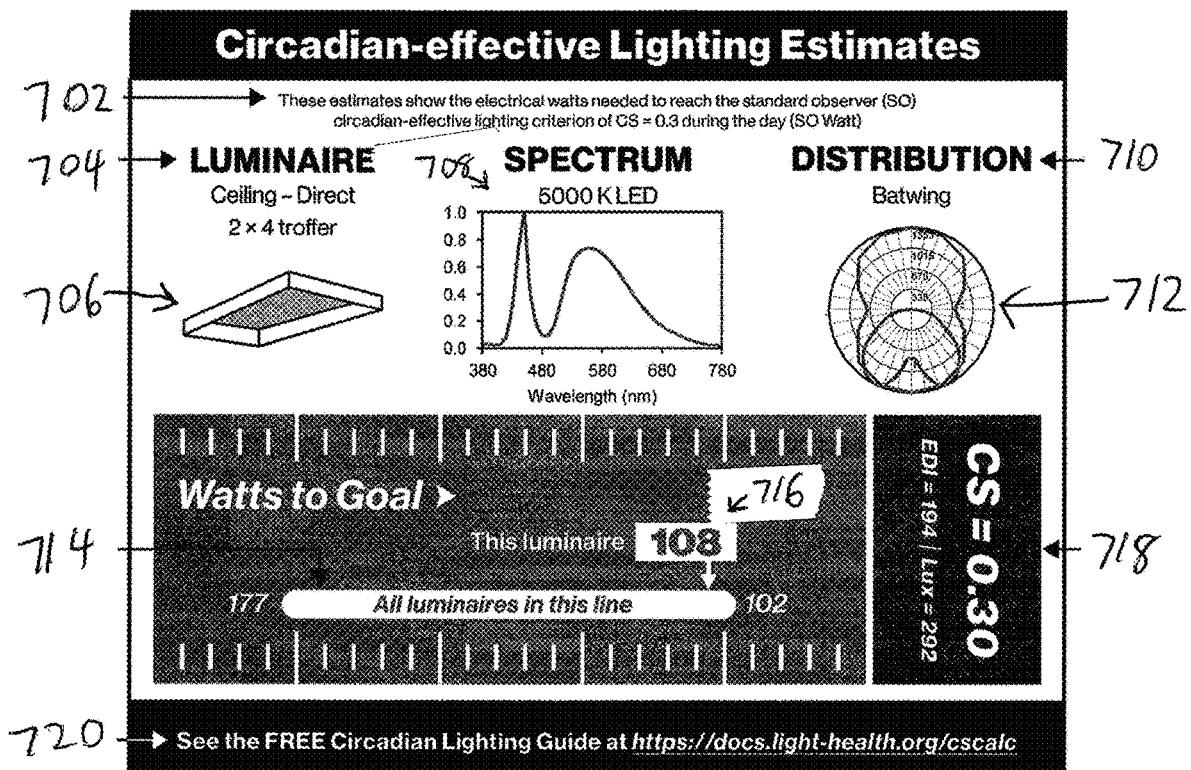 Circadian-effective Lighting Estimates
702
These estimates show the electrical watts needed to reach the standard observer (SO)
circadian-effective lighting criterion of CS = 0.3 during the day (SO Watt)
704
LUMINAIRE
Ceiling – Direct
2 × 4 troffer
706
708
SPECTRUM
5000 K LED
1.0
0.8
0.6
0.4
0.2
0.0
380 480 580 680 780
Wavelength (nm)
DISTRIBUTION
710
Batwing
1015
712
Watts to Goal
716
This luminaire 108
714
177 All luminaires in this line 102
CS = 0.30
EDI = 194 | Lux = 292
718
720
See the FREE Circadian Lighting Guide at https://docs.light-health.org/cscalc